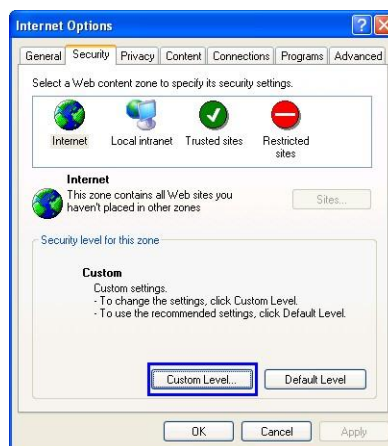 Internet Options
General Security Privacy Content Connections Programs Advanced
Select a Web content zone to specify its security settings.
Internet Local intranet Trusted sites Restricted sites
Internet
This zone contains all Web sites you
haven't placed in other zones
Sites...
Security level for this zone
Custom
Custom settings.
- To change the settings, click Custom Level.
- To use the recommended settings, click Default Level.
Custom Level... Default Level
OK Cancel Apply